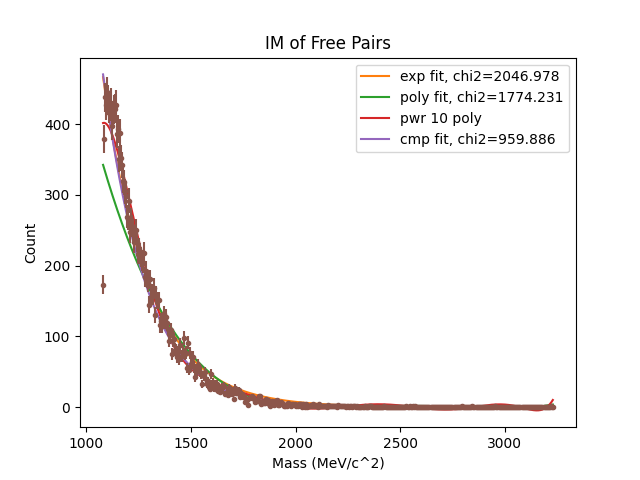 IM of Free Pairs
exp fit, chi2=2046.978
poly fit, chi2=1774.231
pwr 10 poly
cmp fit, chi2=959.886
Count
400
300
200
100
0
1000 1500 2000 2500 3000
Mass (MeV/c^2)